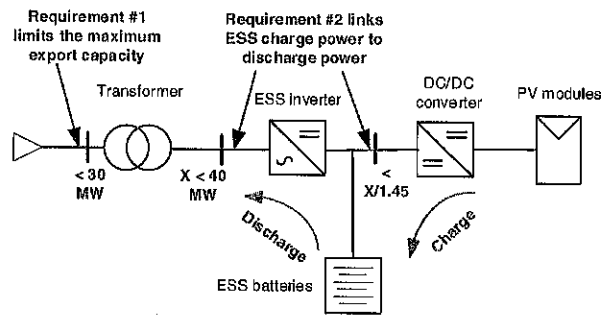 Requirement #1
limits the maximum
export capacity
Requirement #2 links
ESS charge power to
discharge power
Transformer
ESS inverter
DC/DC
converter
PV modules
< 30
MW
X < 40
MW
<
X/1.45
Discharge
Charge
ESS batteries